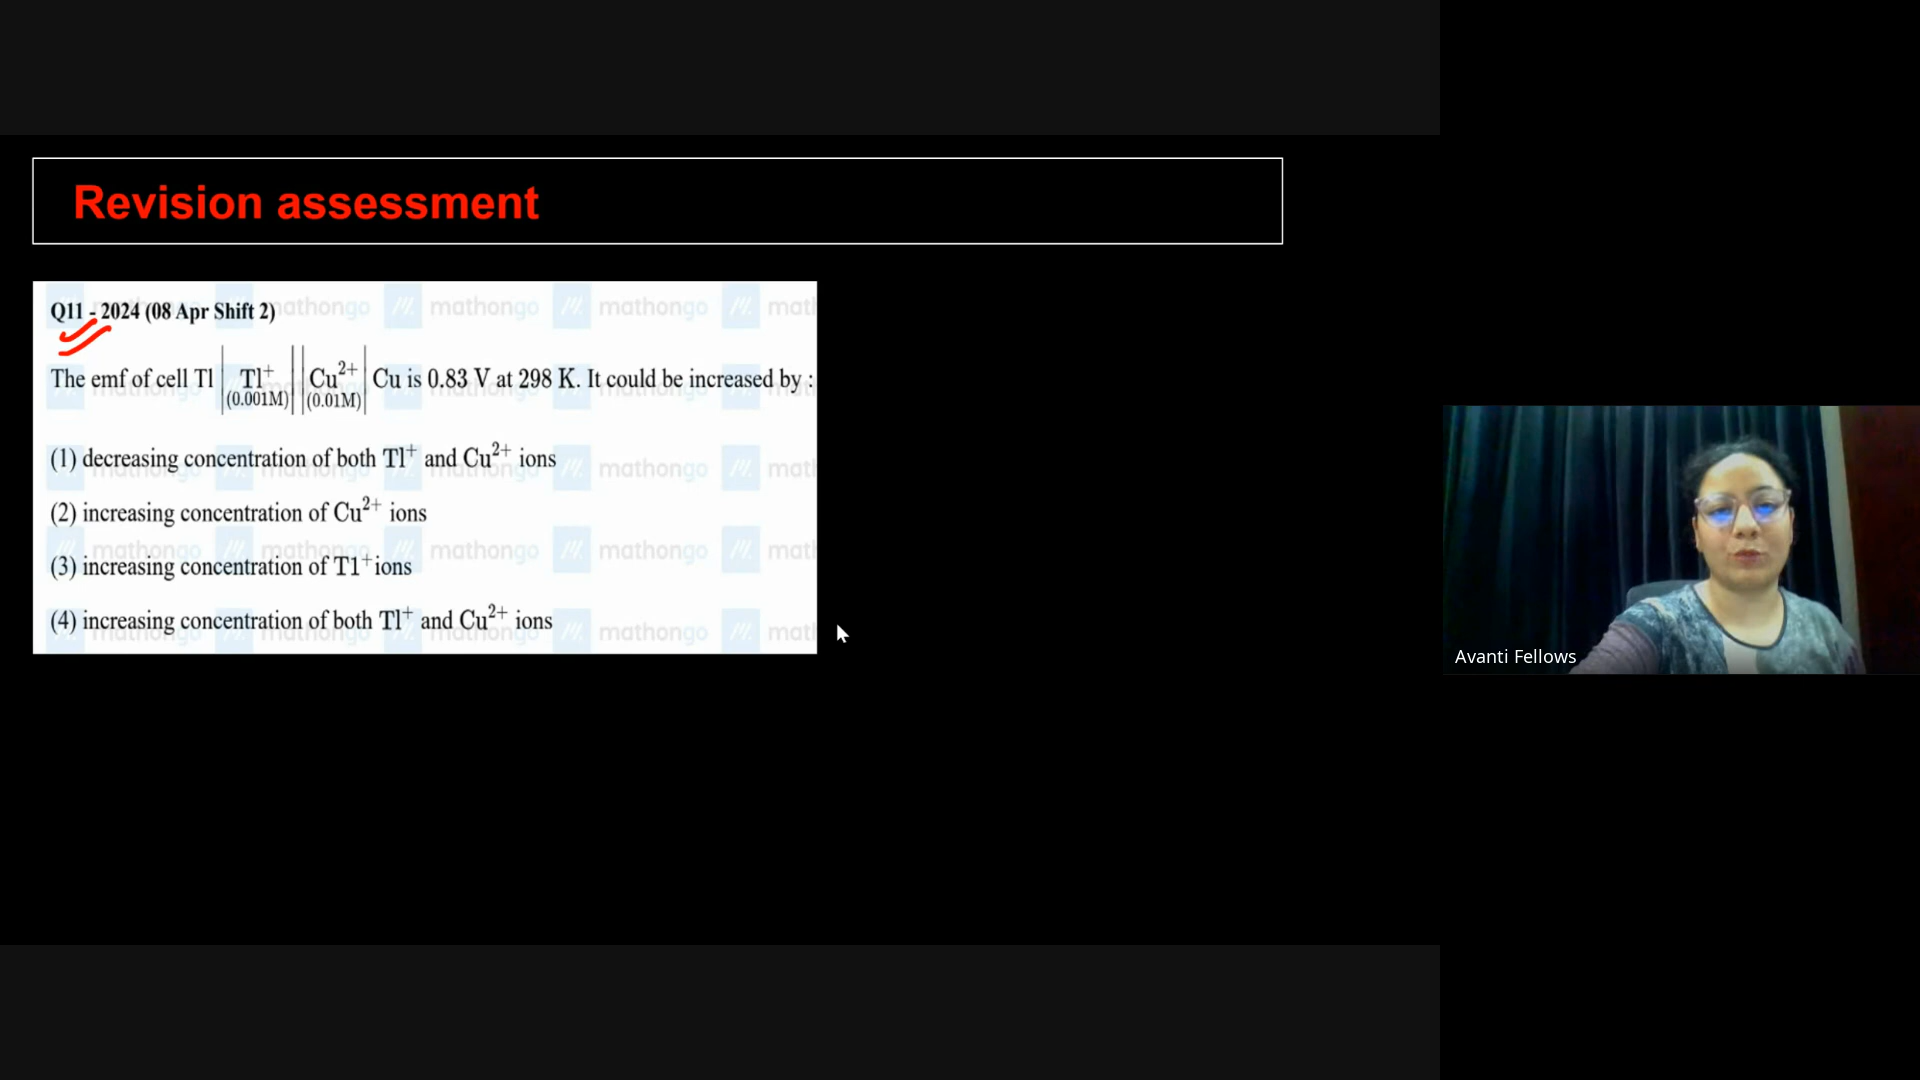 Revision assessment
Q11 - 2024 (08 Apr Shift 2)
The emf of cell Tl | Tl⁺ (0.001M) || Cu²⁺ (0.01M) | Cu is 0.83 V at 298 K. It could be increased by :
(1) decreasing concentration of both Tl⁺ and Cu²⁺ ions
(2) increasing concentration of Cu²⁺ ions
(3) increasing concentration of T1⁺ions
(4) increasing concentration of both Tl⁺ and Cu²⁺ ions
mathongo
Avanti Fellows